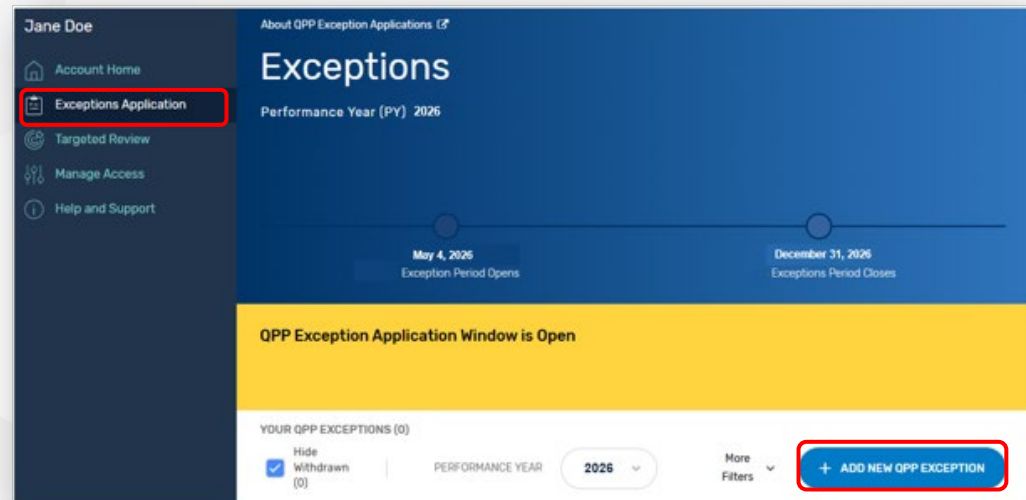 Jane Doe
Account Home
Exceptions Application
Targeted Review
Manage Access
Help and Support
About QPP Exception Applications
Exceptions
Performance Year (PY) 2026
May 4, 2026
Exception Period Opens
December 31, 2026
Exceptions Period Closes
QPP Exception Application Window is Open
YOUR QPP EXCEPTIONS (0)
Hide
Withdrawn
(0)
PERFORMANCE YEAR
2026
More
Filters
+ ADD NEW QPP EXCEPTION